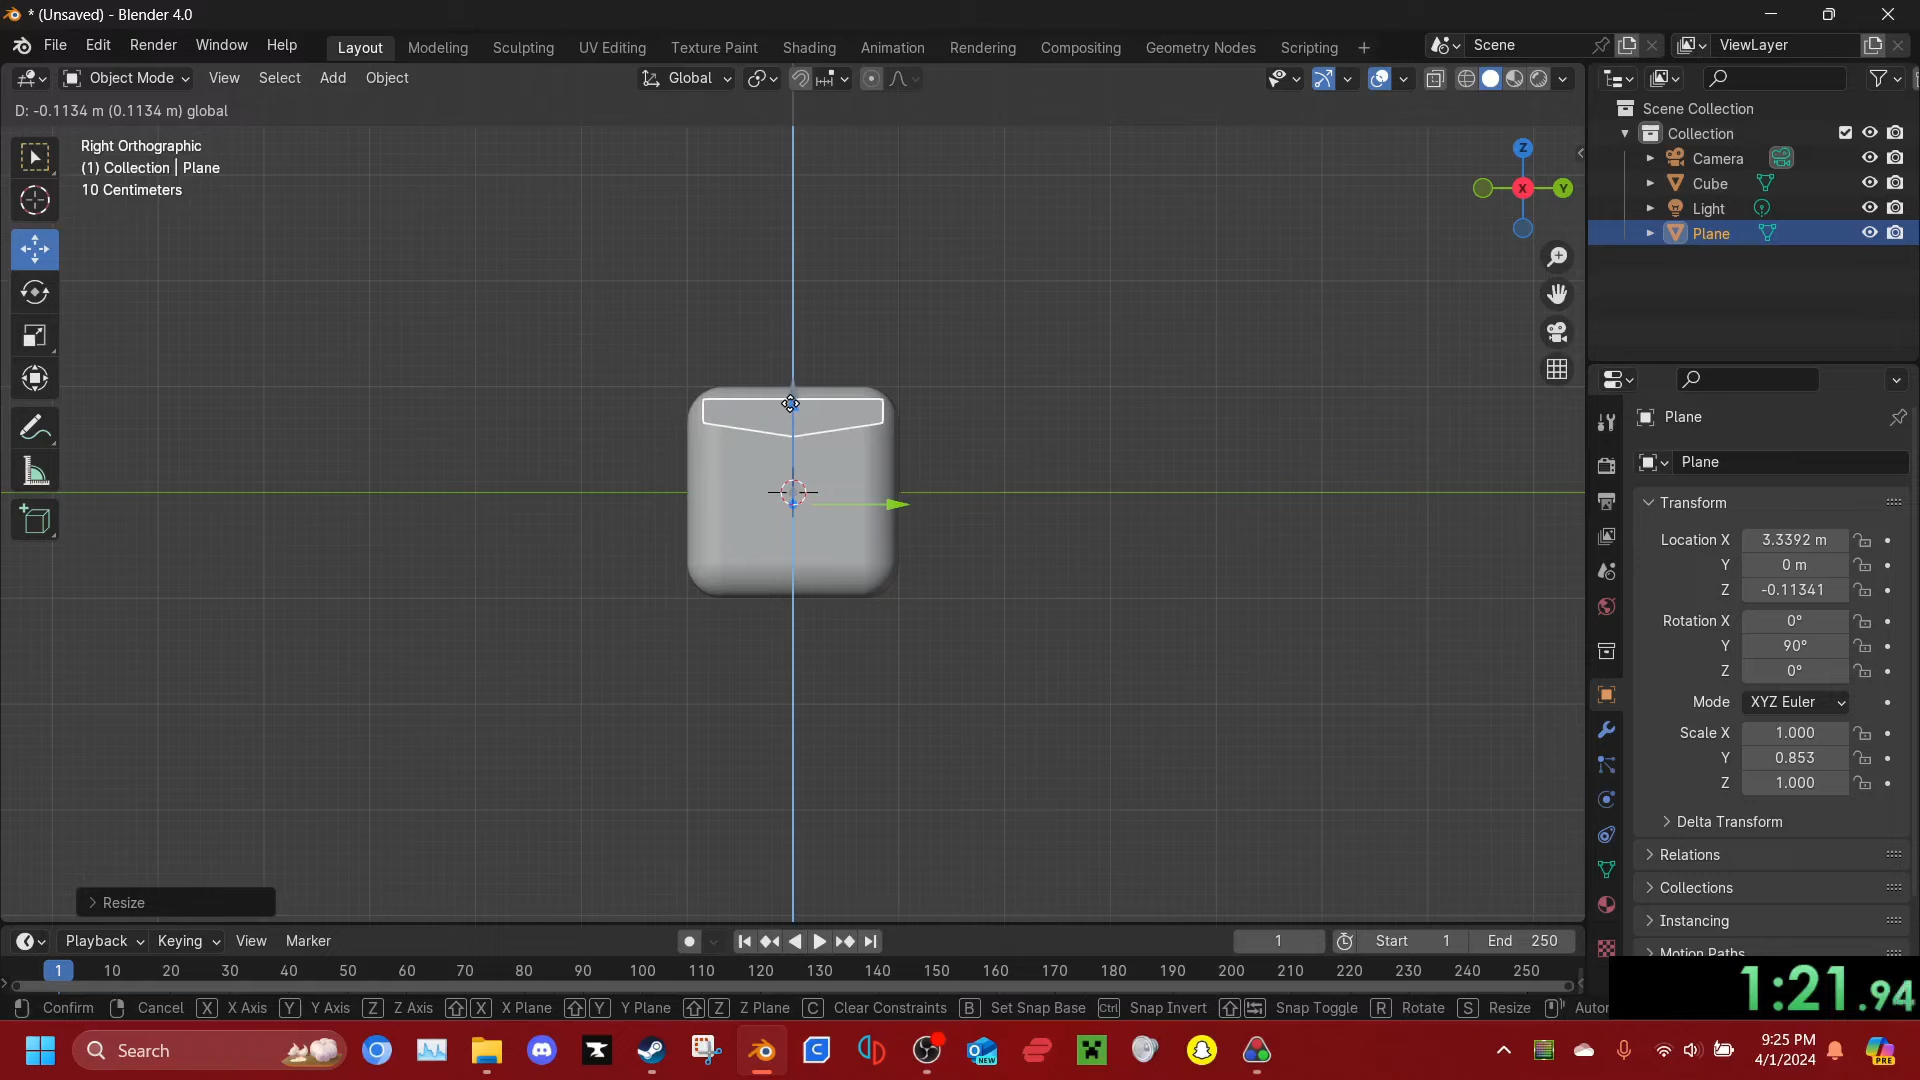 * (Unsaved) - Blender 4.0
File Edit Render Window Help
Layout Modeling Sculpting UV Editing Texture Paint Shading Animation Rendering Compositing Geometry Nodes Scripting +
Scene
ViewLayer
Object Mode View Select Add Object
Global
D: -0.1134 m (0.1134 m) global
Right Orthographic
(1) Collection | Plane
10 Centimeters
Z
X
Y
Scene Collection
Collection
Camera
Cube
Light
Plane
Plane
Plane
Transform
Location X 3.3392 m
Y 0 m
Z -0.11341
Rotation X 0°
Y 90°
Z 0°
Mode XYZ Euler
Scale X 1.000
Y 0.853
Z 1.000
Delta Transform
Relations
Collections
Instancing
Motion Paths
Resize
Playback Keying View Marker
1
Start 1
End 250
1 10 20 30 40 50 60 70 80 90 100 110 120 130 140 150 160 170 180 190 200 210 220 230 240 250
1:21.94
Confirm Cancel X X Axis Y Y Axis Z Z Axis X X Plane Y Y Plane Z Z Plane C Clear Constraints B Set Snap Base Ctrl Snap Invert Snap Toggle R Rotate S Resize Autor
Search
NEW
9:25 PM
4/1/2024
PRE